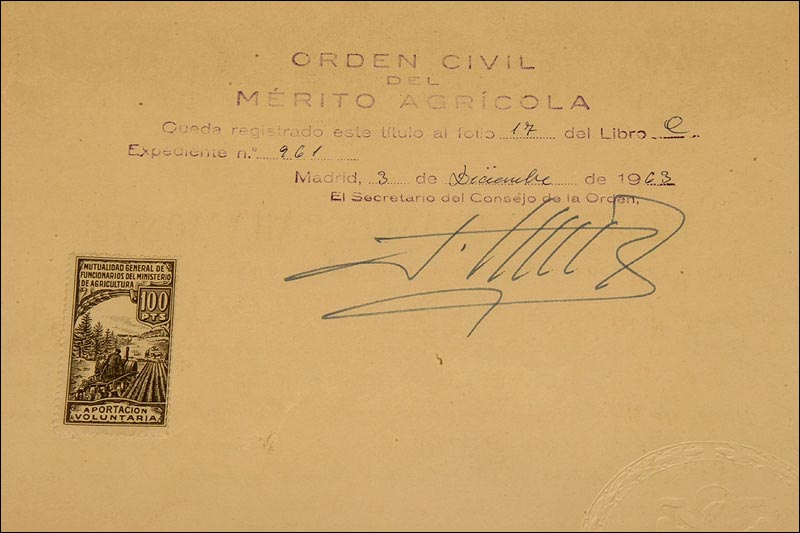 ORDEN CIVIL
DEL
MÉRITO AGRÍCOLA
Queda registrado este título al folio 17 del Libro
Expediente n.º 961
Madrid, 3 de Diciembre de 1963
El Secretario del Consejo de la Orden,
MUTUALIDAD GENERAL DE
FUNCIONARIOS DEL MINISTERIO
DE AGRICULTURA
100
PTS
APORTACION
VOLUNTARIA